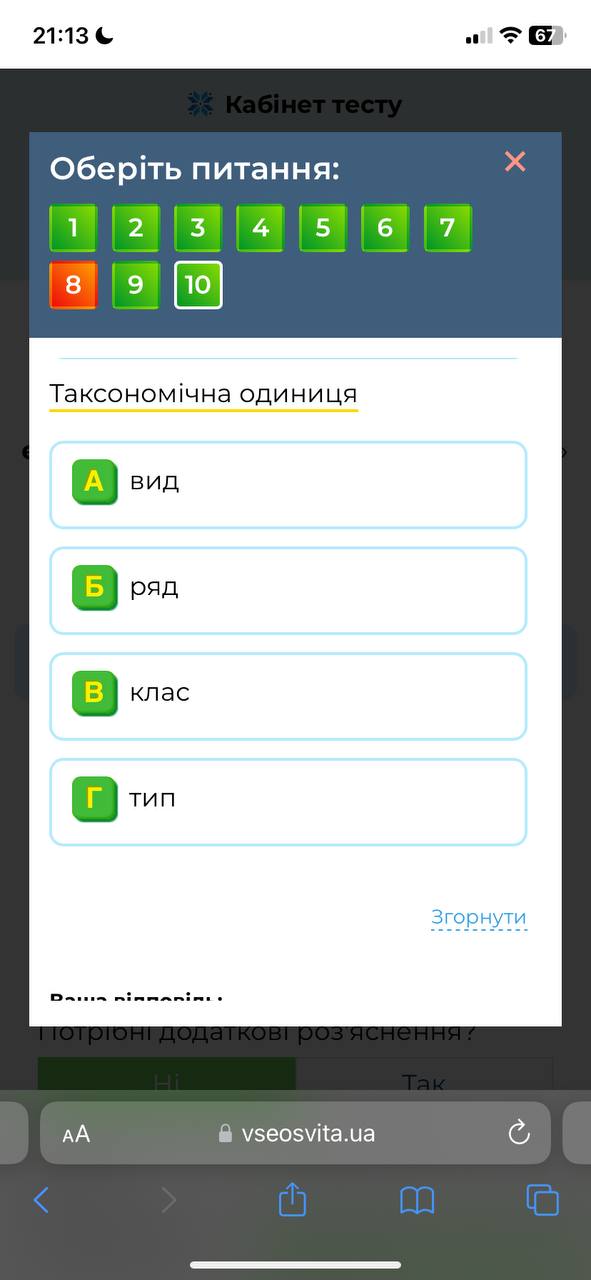 21:13
67
Кабінет тесту
Оберіть питання:
1 2 3 4 5 6 7
8 9 10
Таксономічна одиниця
А вид
Б ряд
В клас
Г тип
Згорнути
Ваша відповідь:
Потрібні додаткові роз'яснення?
Ні Так
AA vseosvita.ua